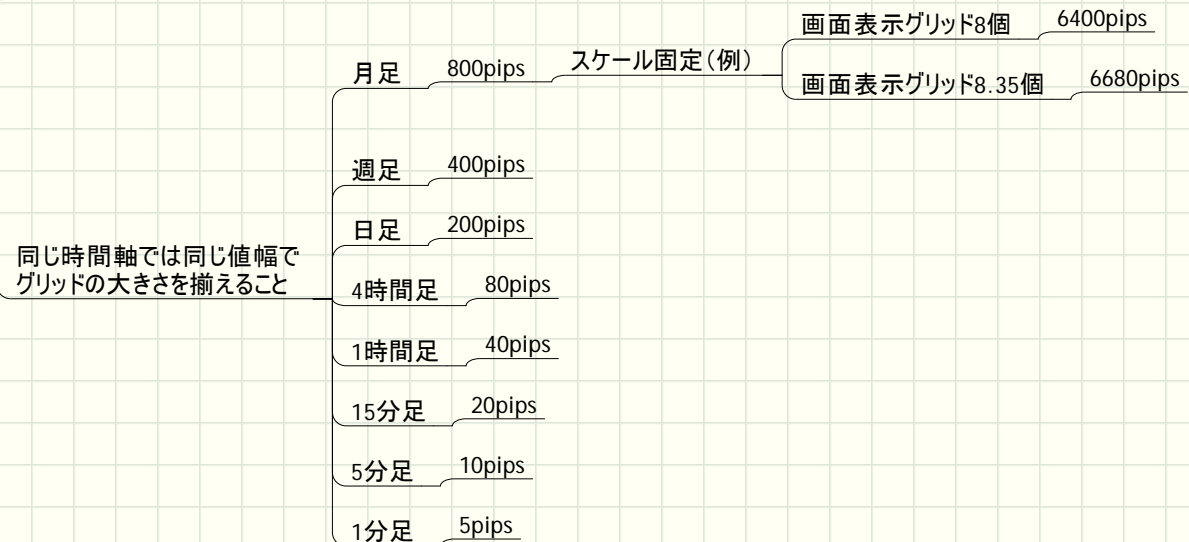 画面表示グリッド8個 6400pips
月足 800pips スケール固定(例)
画面表示グリッド8.35個 6680pips
週足 400pips
日足 200pips
同じ時間軸では同じ値幅で
グリッドの大きさを揃えること
4時間足 80pips
1時間足 40pips
15分足 20pips
5分足 10pips
1分足 5pips